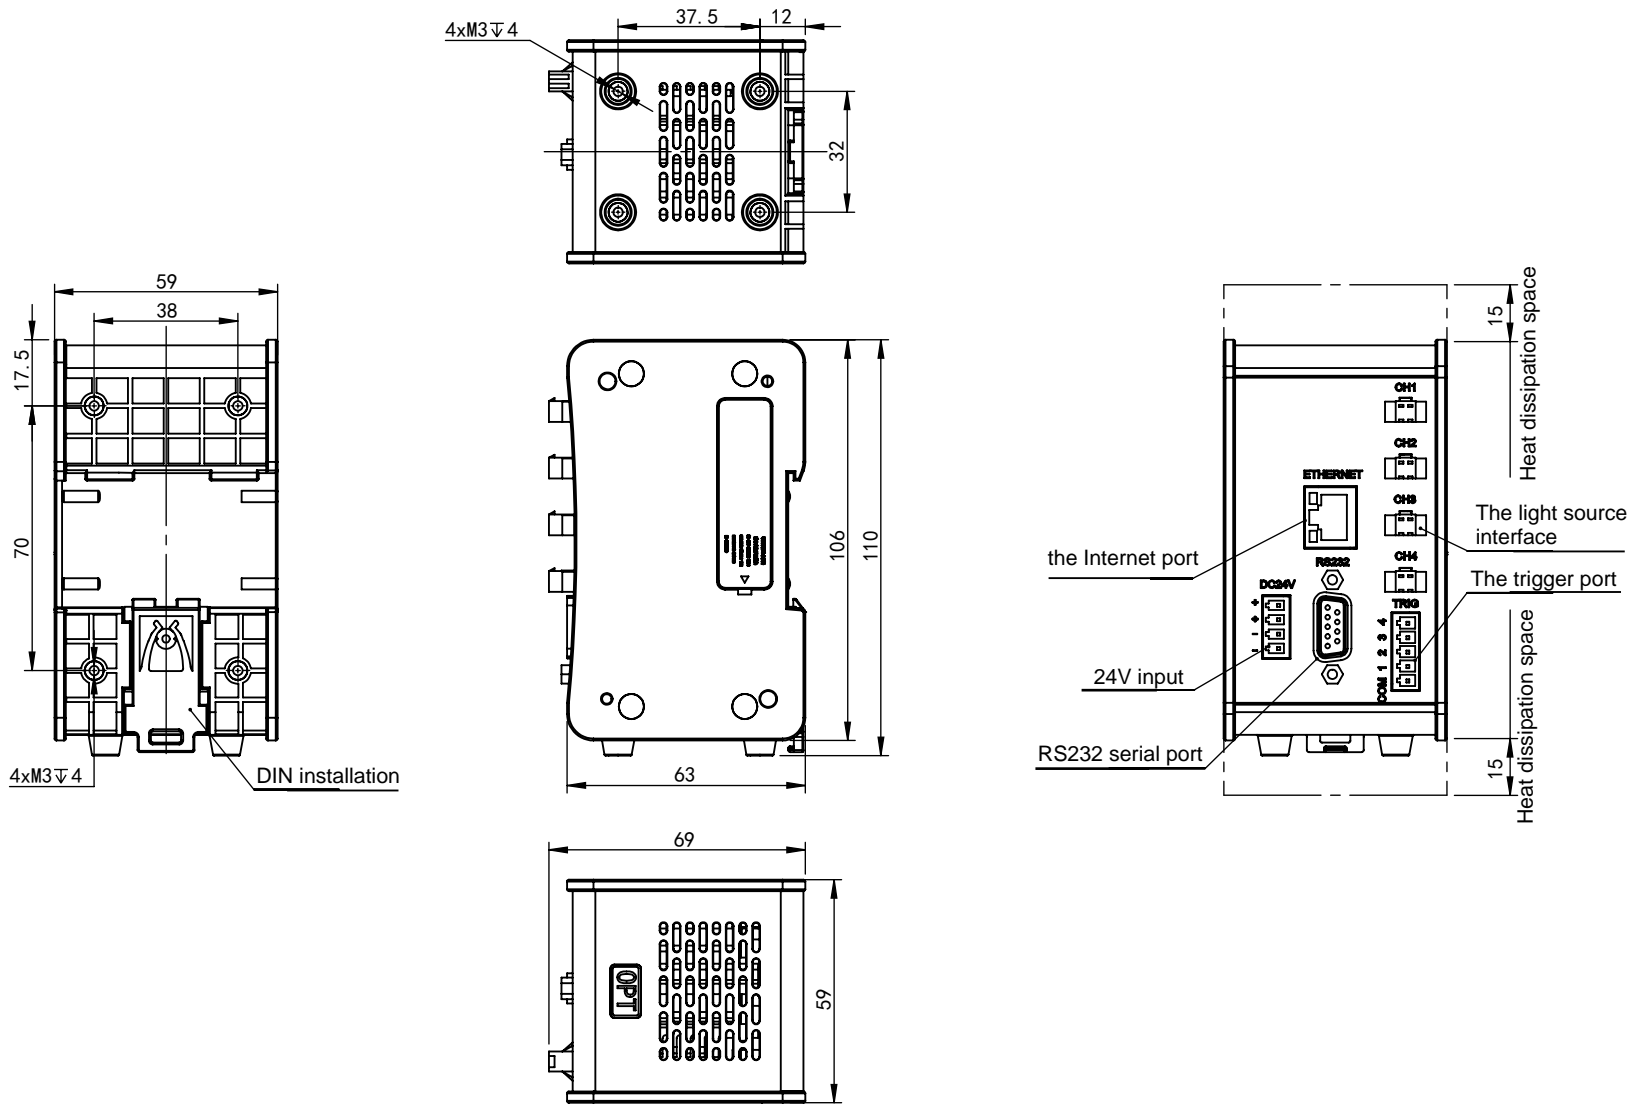 37.5
12
4xM3↧4
32
59
38
17.5
70
4xM3↧4
DIN installation
106
110
63
69
59
OPT
15
Heat dissipation space
CH1
CH2
ETHERNET
CH3
The light source
interface
the Internet port
RS232
CH4
The trigger port
DC24V
TRIG
+
+
-
-
4
3
2
1
COM
24V input
RS232 serial port
15
Heat dissipation space